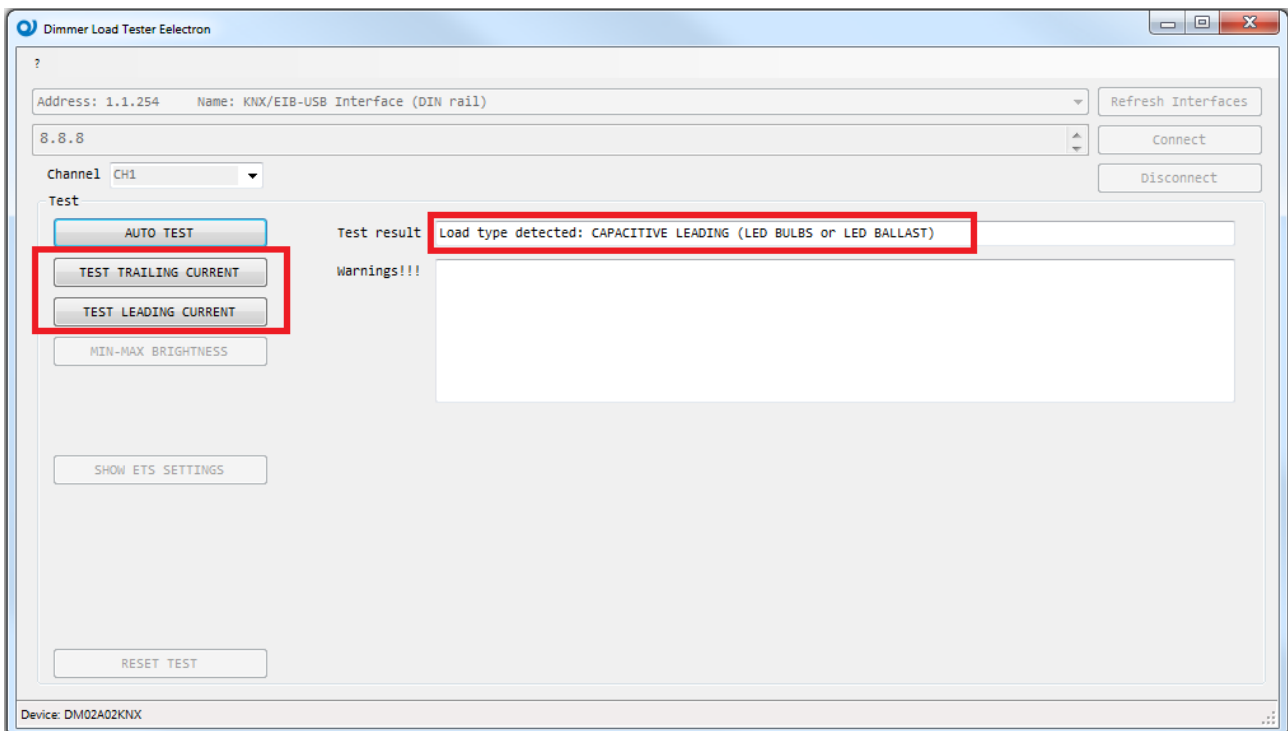 Dimmer Load Tester Eelectron
?
Address: 1.1.254 Name: KNX/EIB-USB Interface (DIN rail)
Refresh Interfaces
8.8.8
Connect
Channel CH1
Disconnect
Test
AUTO TEST
Test result Load type detected: CAPACITIVE LEADING (LED BULBS or LED BALLAST)
TEST TRAILING CURRENT
Warnings!!!
TEST LEADING CURRENT
MIN-MAX BRIGHTNESS
SHOW ETS SETTINGS
RESET TEST
Device: DM02A02KNX